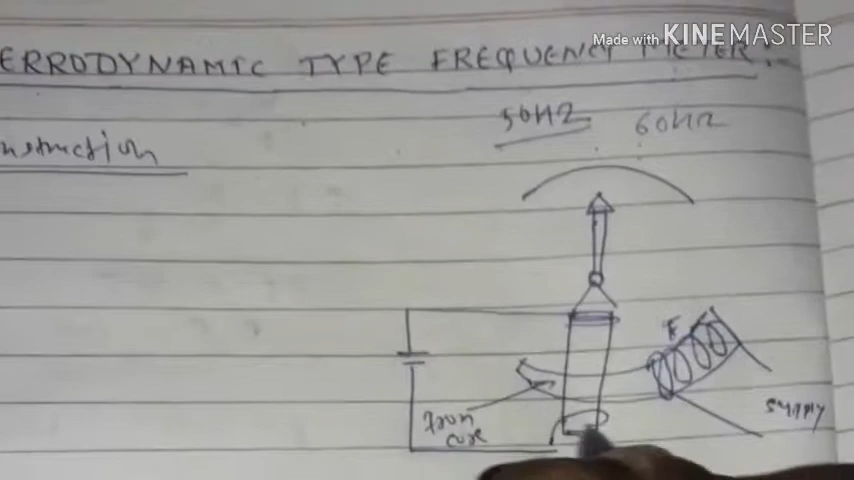 Made with KINEMASTER
ERRODYNAMIC TYPE FREQUENCY METER:-
nstruction
50HZ 60HZ
F
Iron
core
supply